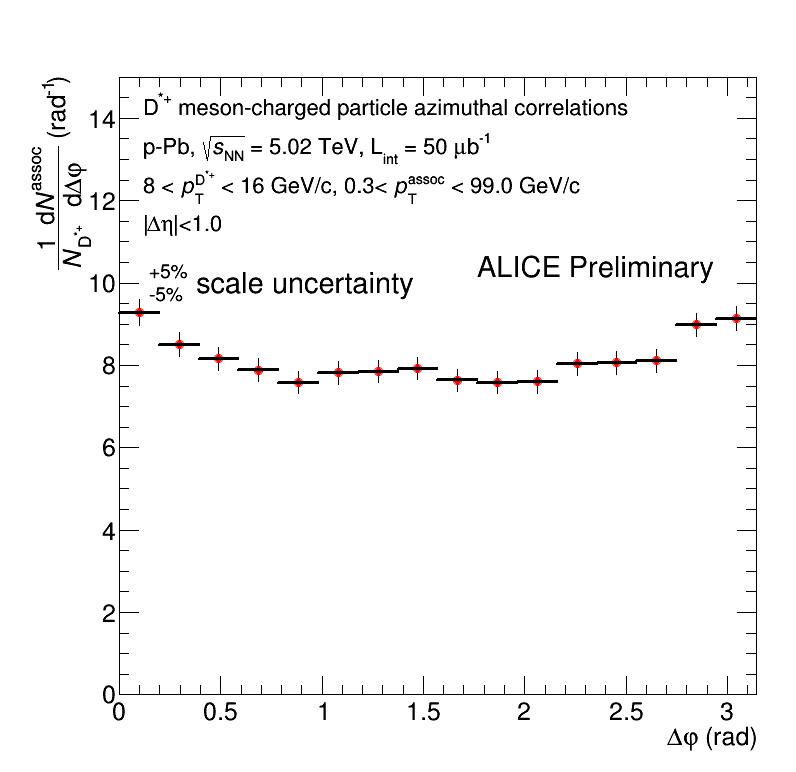 D*+ meson-charged particle azimuthal correlations
p-Pb, √sNN = 5.02 TeV, Lint = 50 μb-1
8 < pTD*+ < 16 GeV/c, 0.3< pTassoc < 99.0 GeV/c
|Δη|<1.0
+5%
-5% scale uncertainty
ALICE Preliminary
1 dNassoc
ND*+ dΔφ (rad-1)
14
12
10
8
6
4
2
0
0 0.5 1 1.5 2 2.5 3
Δφ (rad)